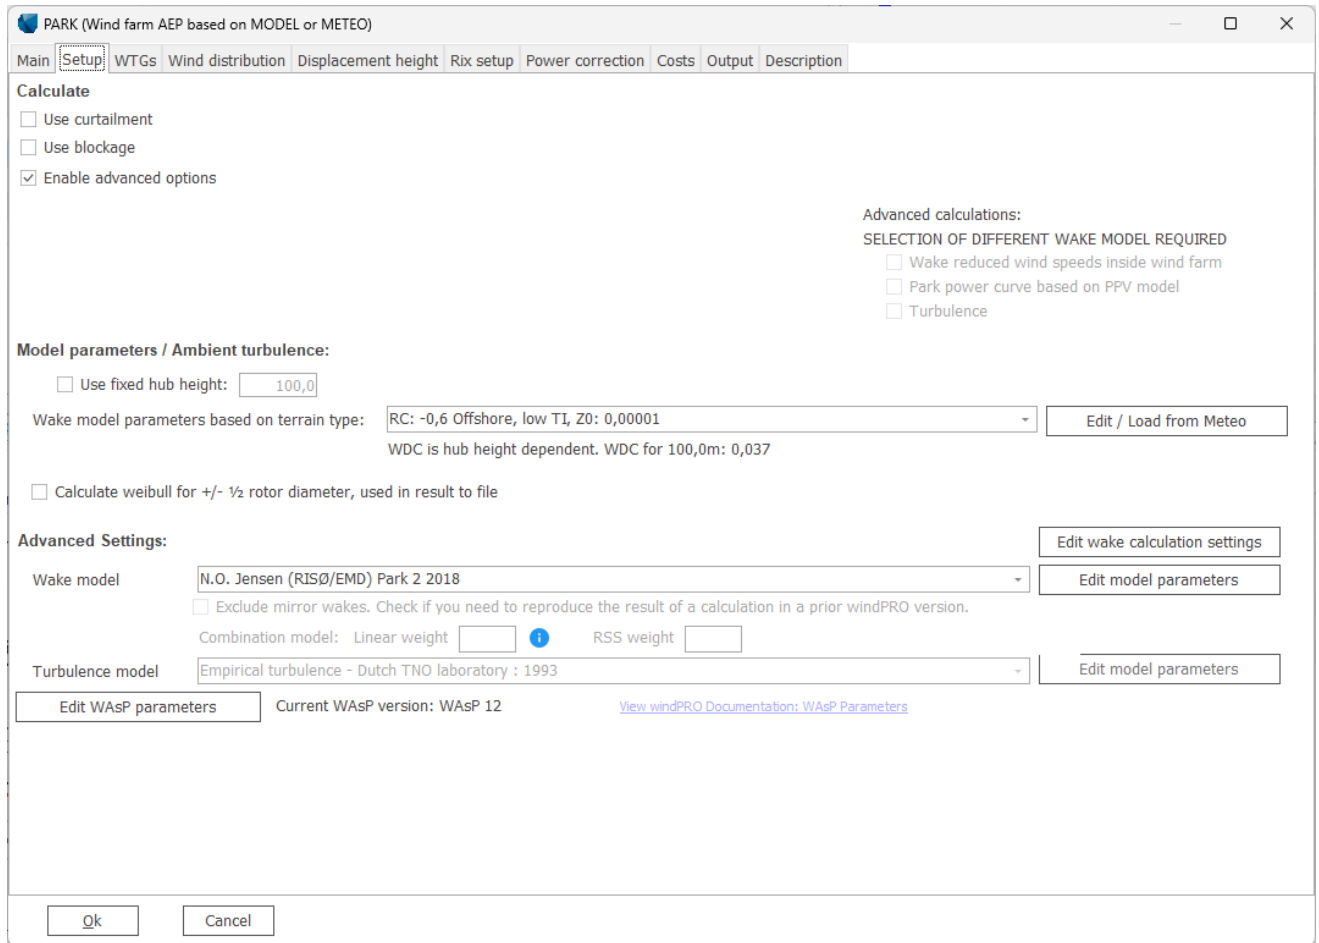 PARK (Wind farm AEP based on MODEL or METEO)
Main Setup WTGs Wind distribution Displacement height Rix setup Power correction Costs Output Description
Calculate
Use curtailment
Use blockage
Enable advanced options
Advanced calculations:
SELECTION OF DIFFERENT WAKE MODEL REQUIRED
Wake reduced wind speeds inside wind farm
Park power curve based on PPV model
Turbulence
Model parameters / Ambient turbulence:
Use fixed hub height: 100,0
Wake model parameters based on terrain type: RC: -0,6 Offshore, low TI, Z0: 0,00001 Edit / Load from Meteo
WDC is hub height dependent. WDC for 100,0m: 0,037
Calculate weibull for +/- ½ rotor diameter, used in result to file
Advanced Settings: Edit wake calculation settings
Wake model N.O. Jensen (RISØ/EMD) Park 2 2018 Edit model parameters
Exclude mirror wakes. Check if you need to reproduce the result of a calculation in a prior windPRO version.
Combination model: Linear weight i RSS weight
Turbulence model Empirical turbulence - Dutch TNO laboratory : 1993 Edit model parameters
Edit WAsP parameters Current WAsP version: WAsP 12 View windPRO Documentation: WAsP Parameters
Ok Cancel